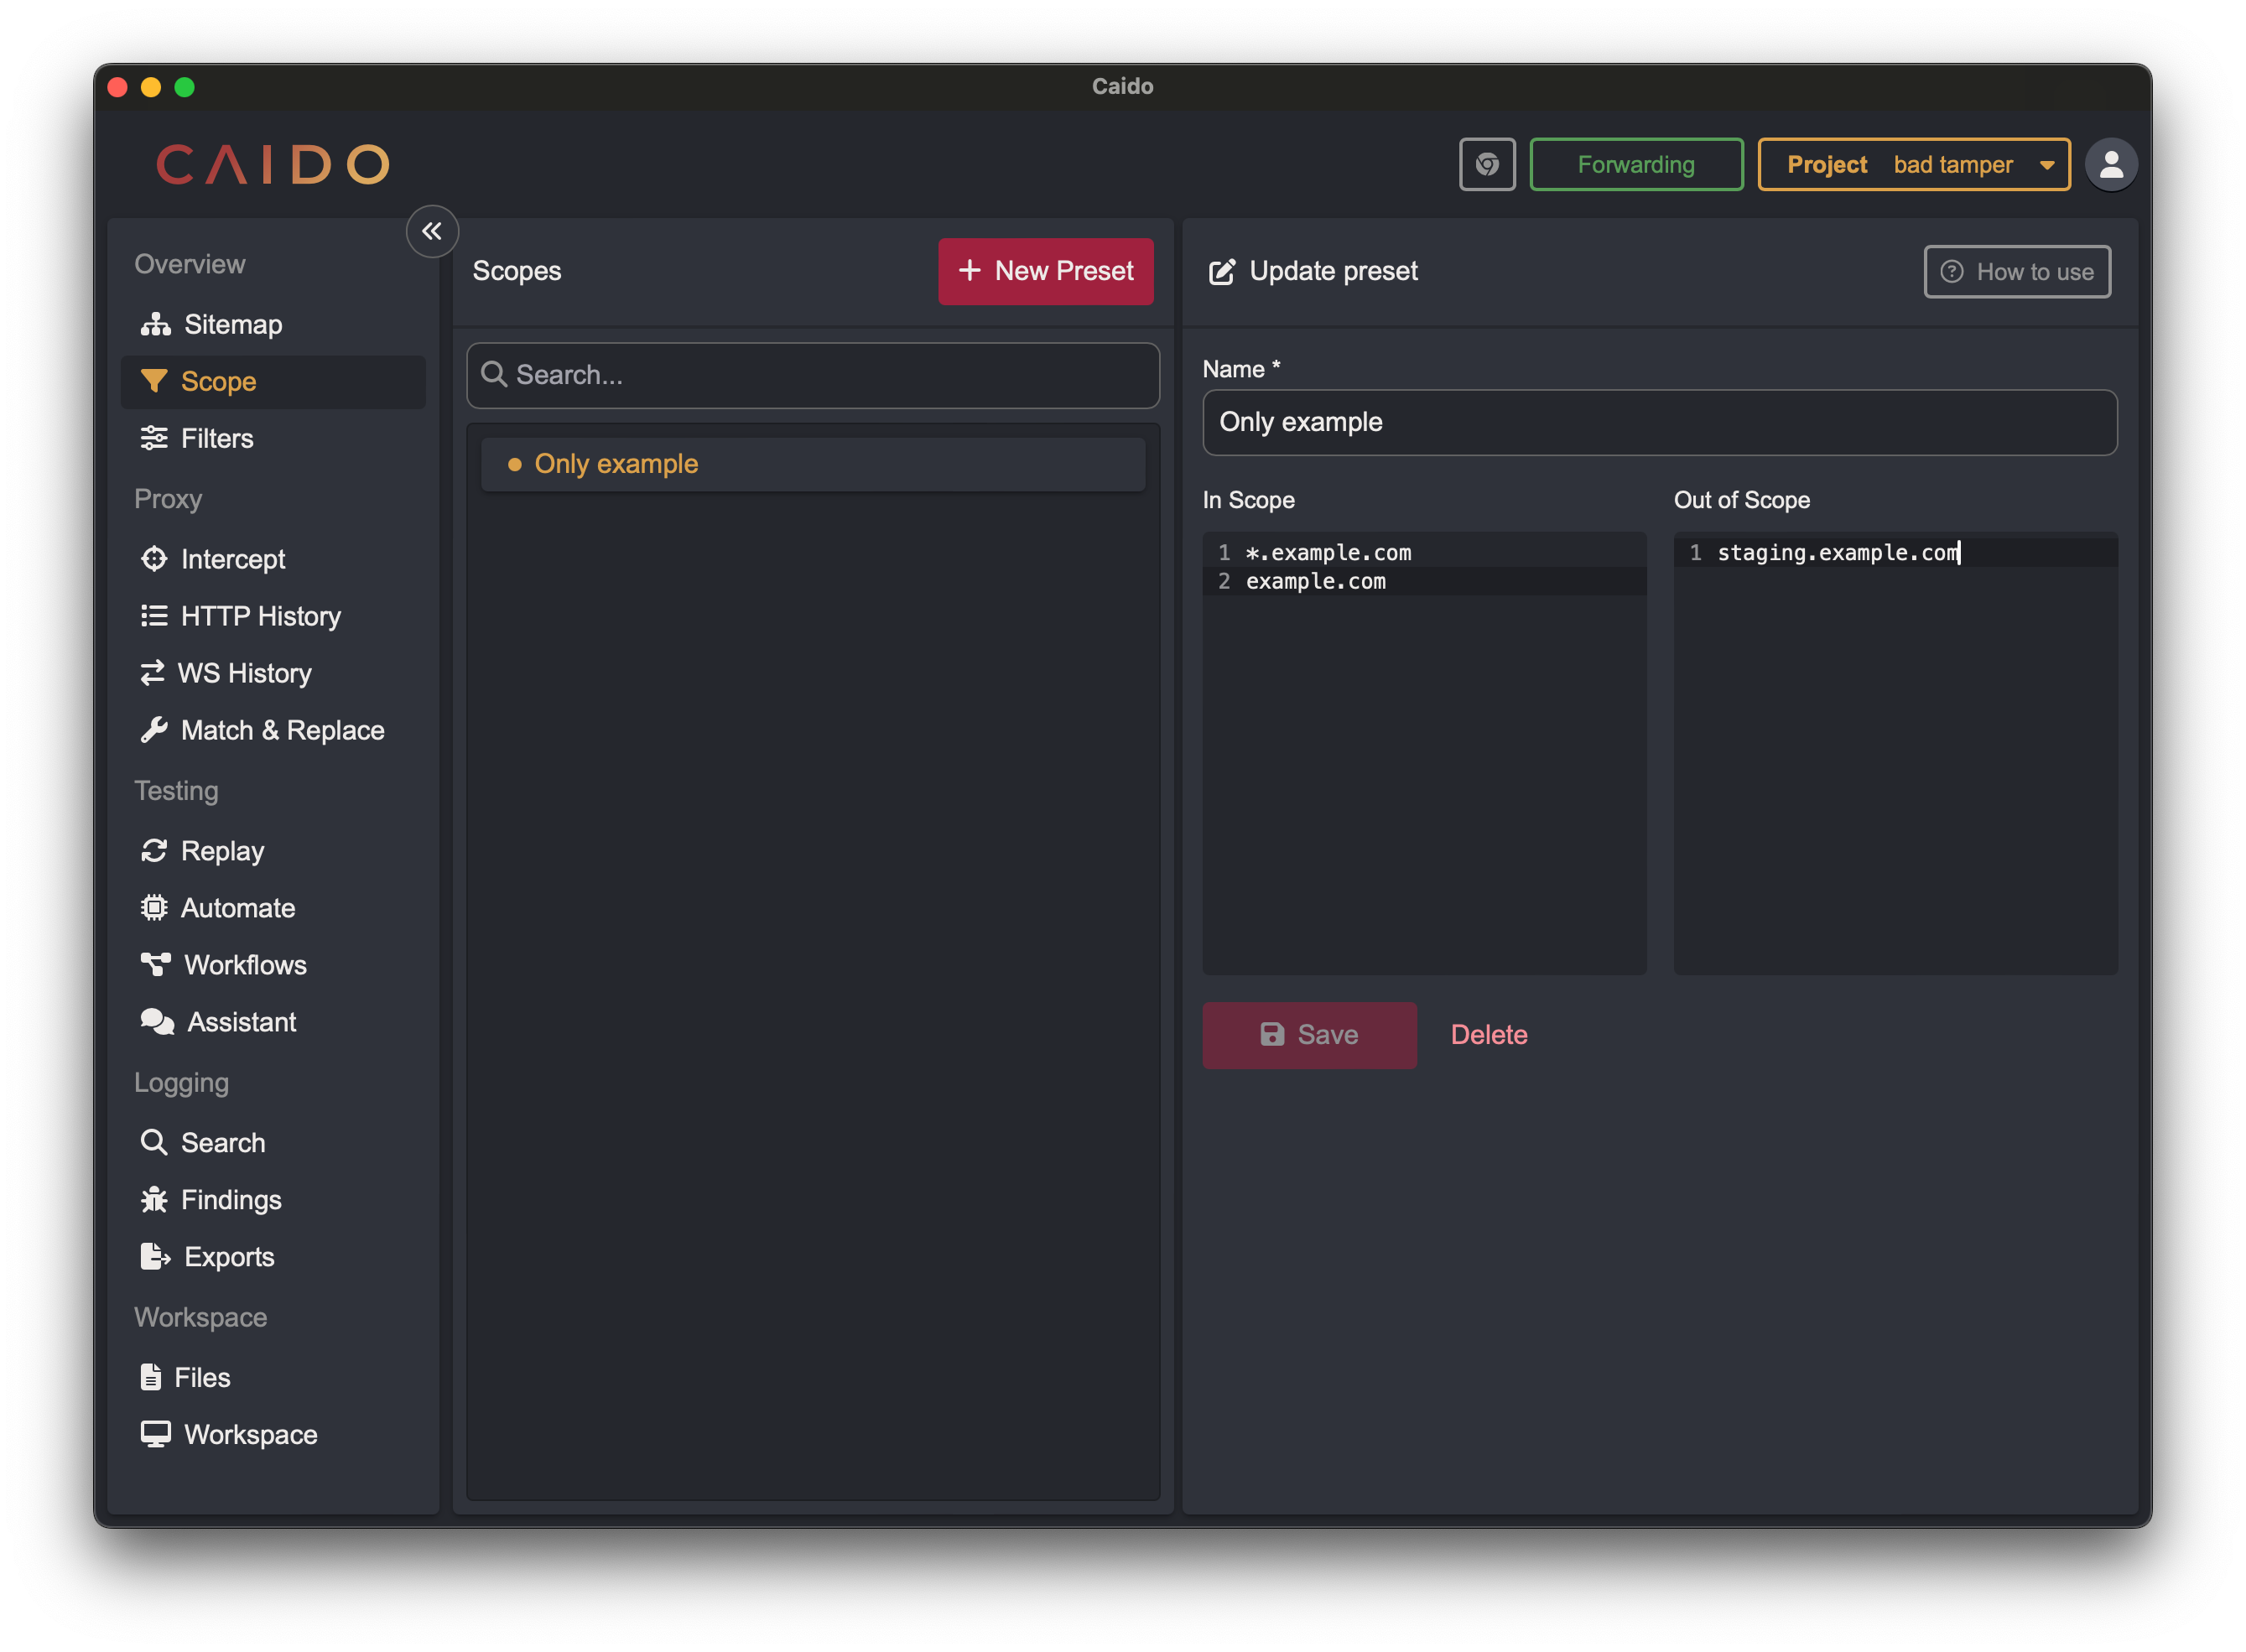 Caido
CAIDO
Forwarding
Project bad tamper
Overview
Sitemap
Scope
Filters
Proxy
Intercept
HTTP History
WS History
Match & Replace
Testing
Replay
Automate
Workflows
Assistant
Logging
Search
Findings
Exports
Workspace
Files
Workspace
Scopes
+ New Preset
Search...
Only example
Update preset
? How to use
Name *
Only example
In Scope
1 *.example.com
2 example.com
Out of Scope
1 staging.example.com
Save
Delete